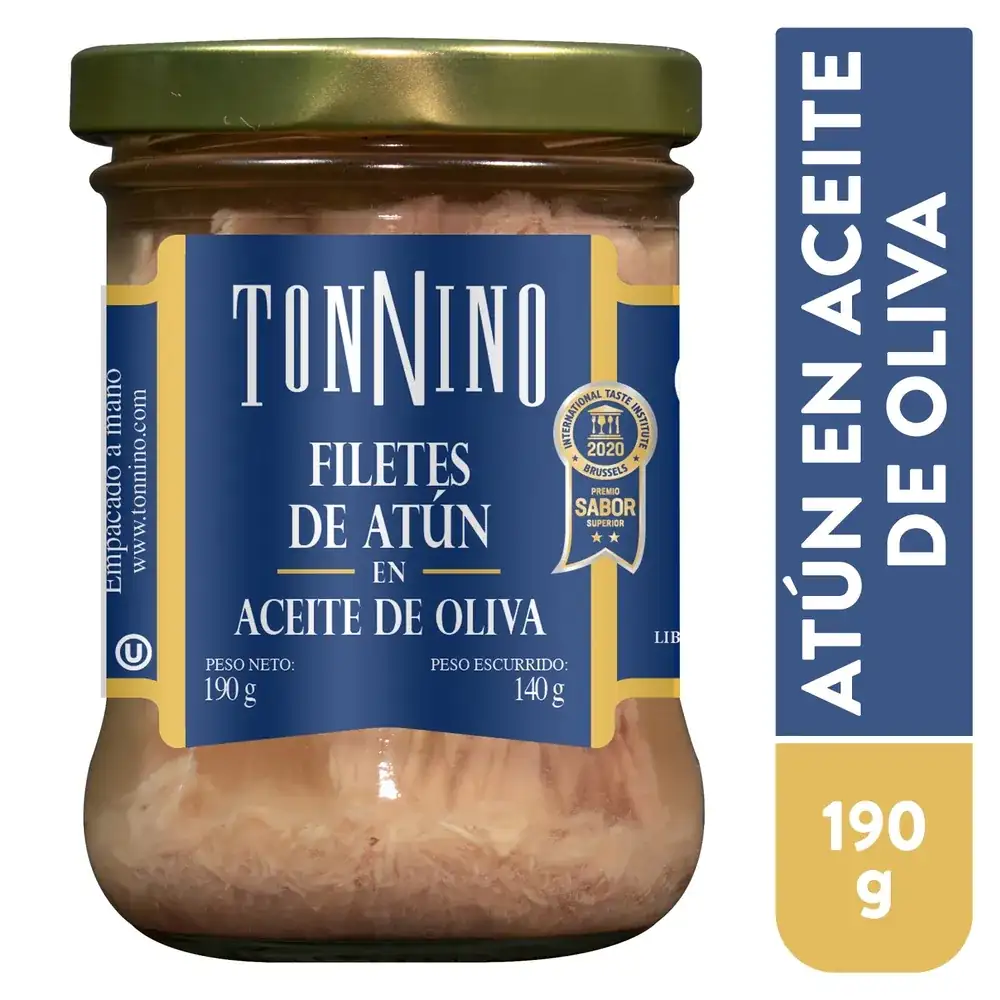 TONNINO
FILETES
DE ATÚN
EN
ACEITE DE OLIVA
PESO NETO:
190 g
PESO ESCURRIDO:
140 g
INTERNATIONAL TASTE INSTITUTE
2020
BRUSSELS
PREMIO
SABOR
SUPERIOR
Empacado a mano
www.tonnino.com
U
LIB
ATÚN EN ACEITE
DE OLIVA
190
g